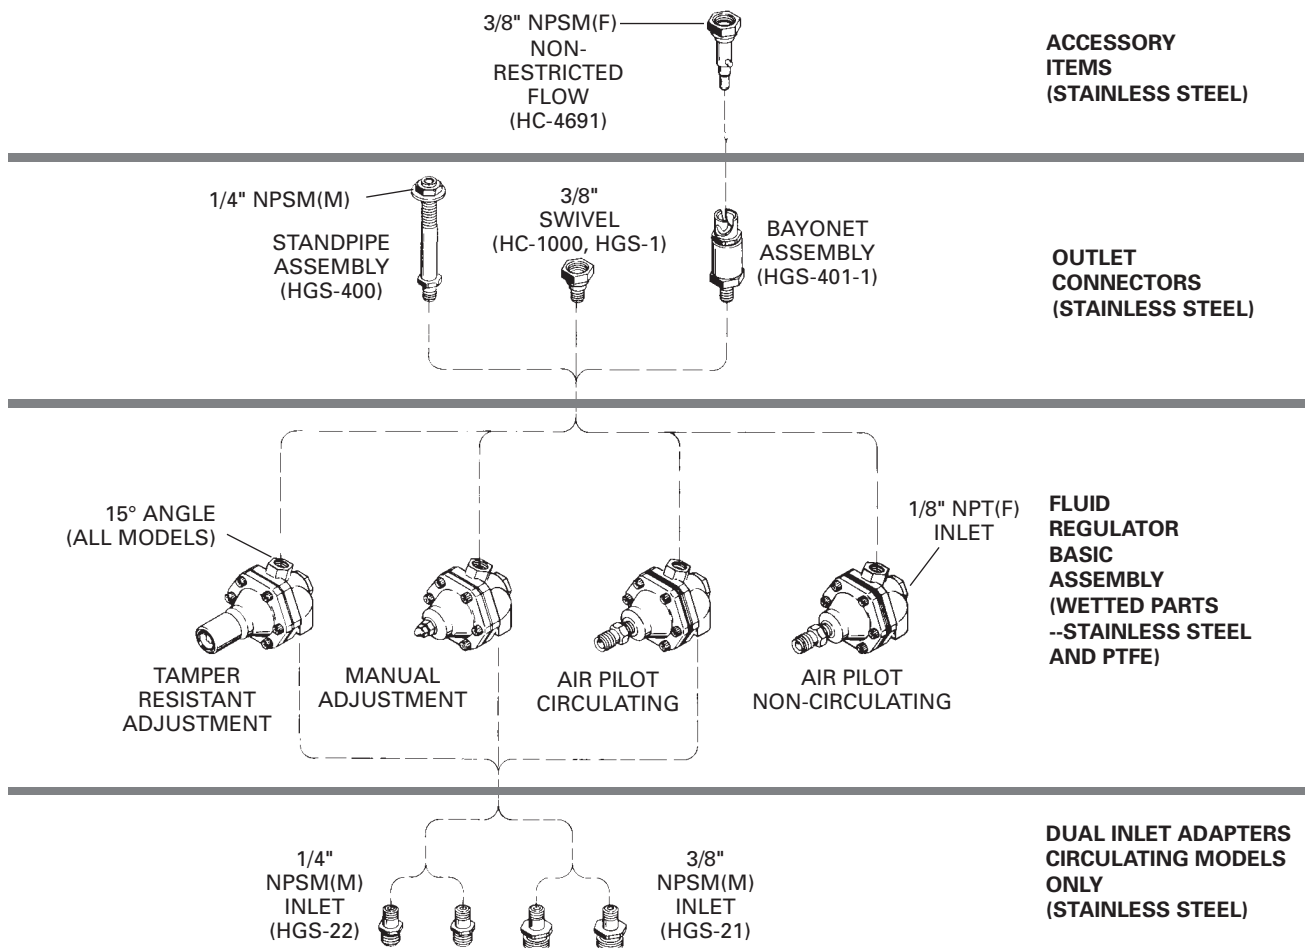 3/8" NPSM(F)
NON-
RESTRICTED
FLOW
(HC-4691)
ACCESSORY
ITEMS
(STAINLESS STEEL)
1/4" NPSM(M)
STANDPIPE
ASSEMBLY
(HGS-400)
3/8"
SWIVEL
(HC-1000, HGS-1)
BAYONET
ASSEMBLY
(HGS-401-1)
OUTLET
CONNECTORS
(STAINLESS STEEL)
15° ANGLE
(ALL MODELS)
1/8" NPT(F)
INLET
FLUID
REGULATOR
BASIC
ASSEMBLY
(WETTED PARTS
--STAINLESS STEEL
AND PTFE)
TAMPER
RESISTANT
ADJUSTMENT
MANUAL
ADJUSTMENT
AIR PILOT
CIRCULATING
AIR PILOT
NON-CIRCULATING
1/4"
NPSM(M)
INLET
(HGS-22)
3/8"
NPSM(M)
INLET
(HGS-21)
DUAL INLET ADAPTERS
CIRCULATING MODELS
ONLY
(STAINLESS STEEL)